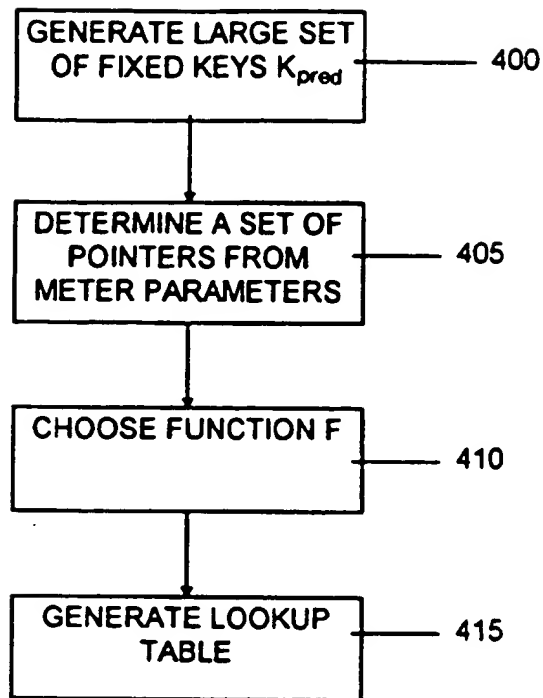 GENERATE LARGE SET
OF FIXED KEYS Kpred
400
DETERMINE A SET OF
POINTERS FROM
METER PARAMETERS
405
CHOOSE FUNCTION F
410
GENERATE LOOKUP
TABLE
415